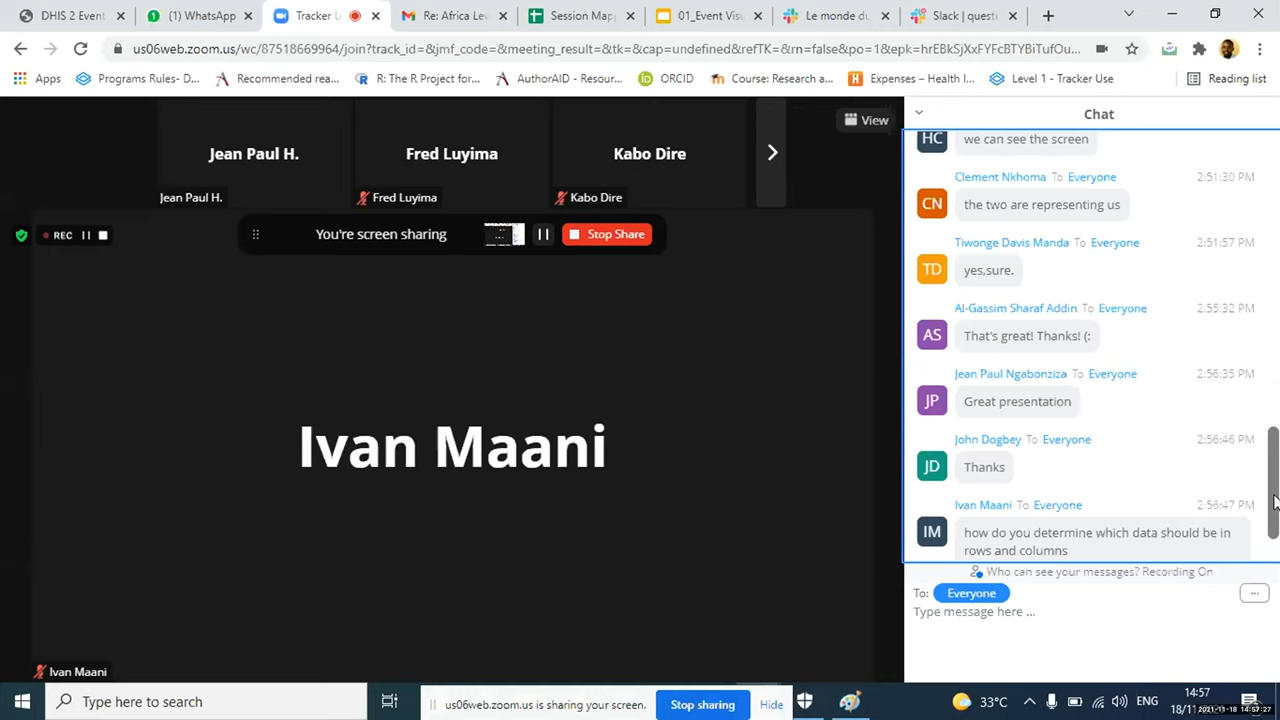 DHIS 2 Event
(1) WhatsApp
Tracker L
Re: Africa Lev
Session Map
01_Event Visu
Le monde du
Slack | questi
us06web.zoom.us/wc/87518669964/join?track_id=&jmf_code=&meeting_result=&tk=&cap=undefined&refTK=&rn=false&po=1&epk=hrEBkSjXxFYFcBTYBiTufOu...
Apps
Programs Rules- D...
Recommended rea...
R: The R Project for...
AuthorAID - Resour...
ORCID
Course: Research a...
Expenses – Health I...
Level 1 - Tracker Use
Reading list
Jean Paul H.
Fred Luyima
Kabo Dire
View
Jean Paul H.
Fred Luyima
Kabo Dire
REC
You're screen sharing
Stop Share
Ivan Maani
Ivan Maani
Chat
HC
we can see the screen
Clement Nkhoma To Everyone 2:51:30 PM
CN
the two are representing us
Tiwonge Davis Manda To Everyone 2:51:57 PM
TD
yes,sure.
Al-Gassim Sharaf Addin To Everyone 2:55:32 PM
AS
That's great! Thanks! (:
Jean Paul Ngabonziza To Everyone 2:56:35 PM
JP
Great presentation
John Dogbey To Everyone 2:56:46 PM
JD
Thanks
Ivan Maani To Everyone 2:56:47 PM
IM
how do you determine which data should be in
rows and columns
Who can see your messages? Recording On
To: Everyone
Type message here ...
Type here to search
us06web.zoom.us is sharing your screen.
Stop sharing
Hide
33°C
ENG
14:57
18/11
2021-11-18 14:57:27